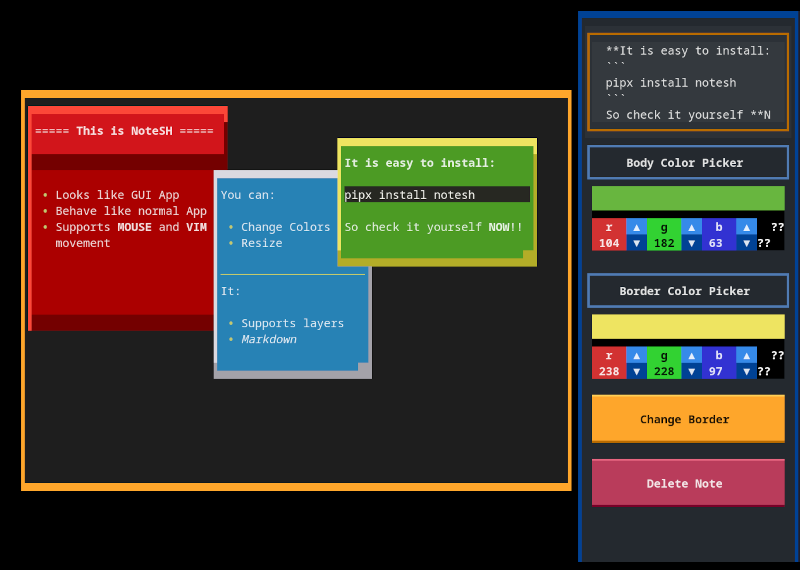 ===== This is NoteSH =====
• Looks like GUI App
• Behave like normal App
• Supports MOUSE and VIM
movement
You can:
• Change Colors
• Resize
It:
• Supports layers
• Markdown
It is easy to install:
pipx install notesh
So check it yourself NOW!!
**It is easy to install:
```
pipx install notesh
```
So check it yourself **N
Body Color Picker
r ▲ g ▲ b ▲ ??
104 ▼ 182 ▼ 63 ▼ ??
Border Color Picker
r ▲ g ▲ b ▲ ??
238 ▼ 228 ▼ 97 ▼ ??
Change Border
Delete Note